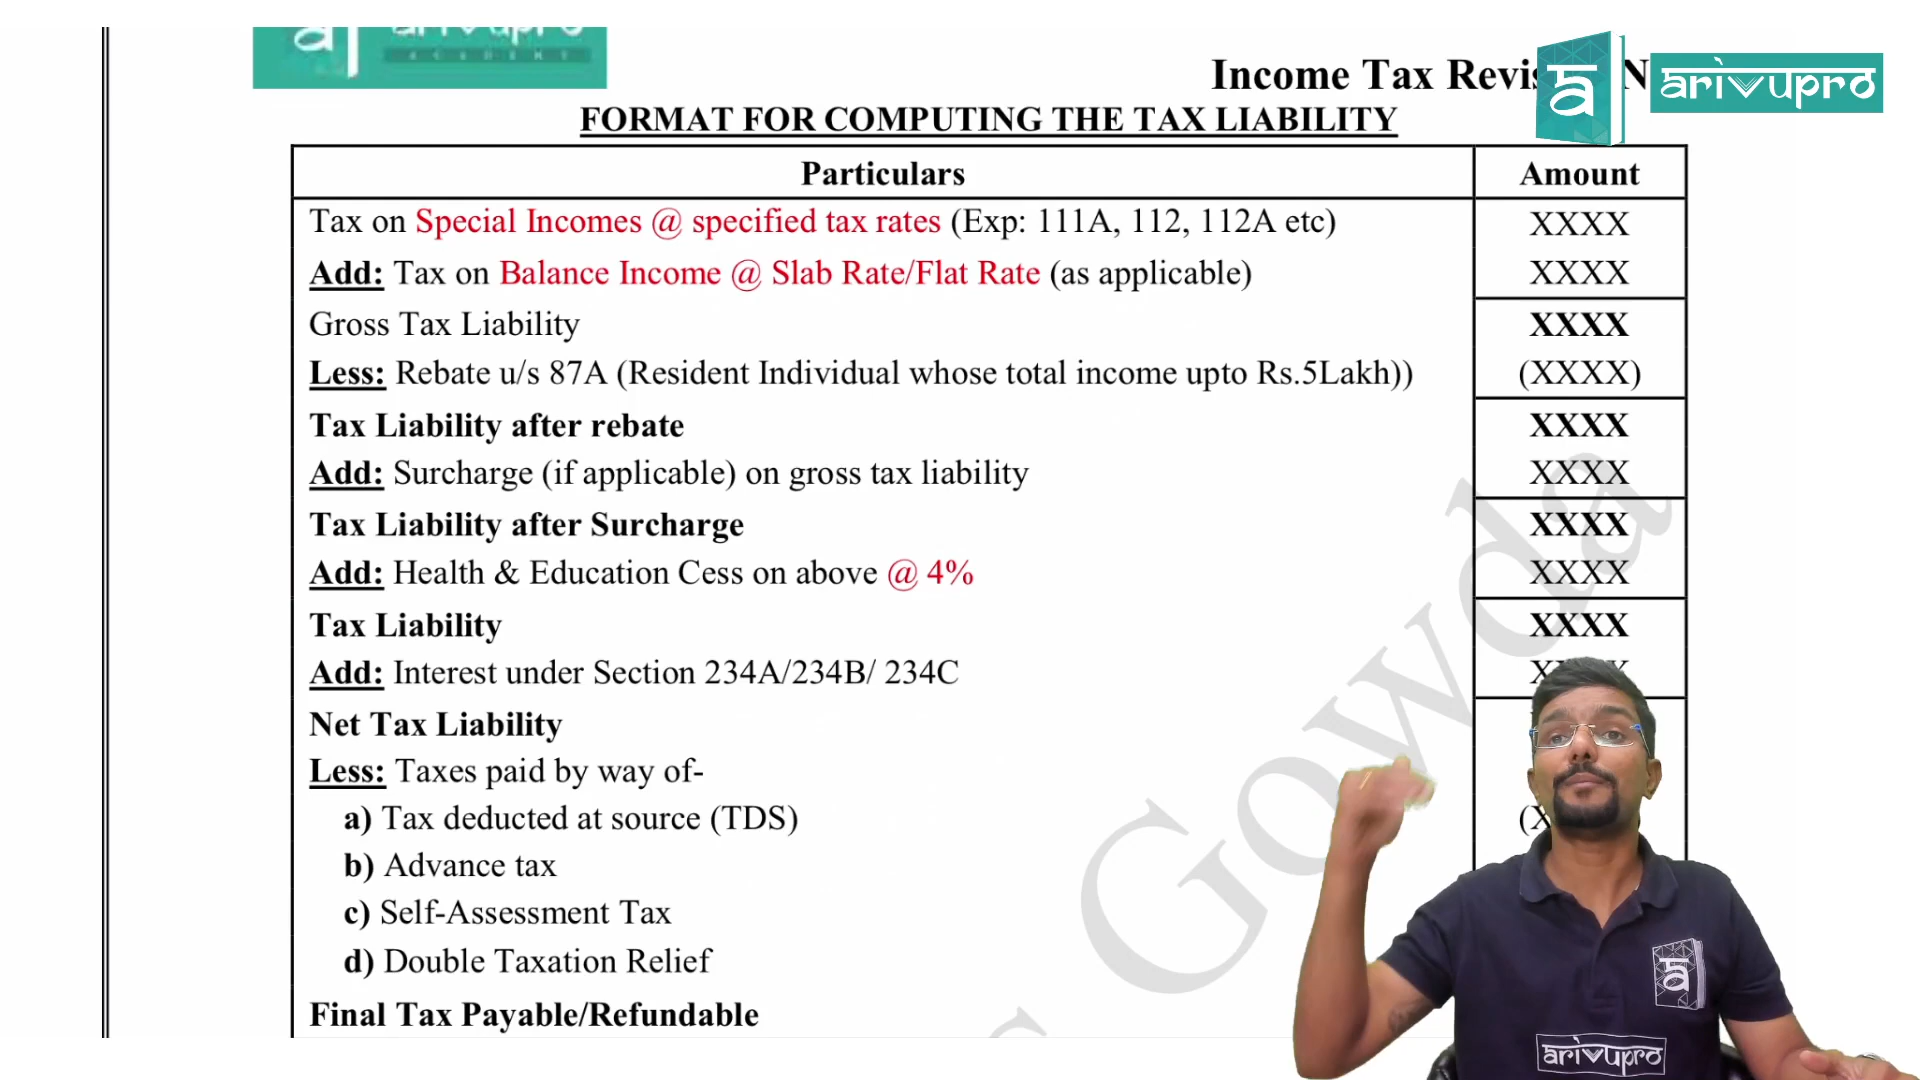 arivupro
ACADEMY
Income Tax Revis
arivupro
FORMAT FOR COMPUTING THE TAX LIABILITY
Particulars Amount
Tax on Special Incomes @ specified tax rates (Exp: 111A, 112, 112A etc) XXXX
Add: Tax on Balance Income @ Slab Rate/Flat Rate (as applicable) XXXX
Gross Tax Liability XXXX
Less: Rebate u/s 87A (Resident Individual whose total income upto Rs.5Lakh)) (XXXX)
Tax Liability after rebate XXXX
Add: Surcharge (if applicable) on gross tax liability XXXX
Tax Liability after Surcharge XXXX
Add: Health & Education Cess on above @ 4% XXXX
Tax Liability XXXX
Add: Interest under Section 234A/234B/ 234C
Net Tax Liability
Less: Taxes paid by way of-
a) Tax deducted at source (TDS)
b) Advance tax
c) Self-Assessment Tax
d) Double Taxation Relief
Final Tax Payable/Refundable
Gowda
arivupro